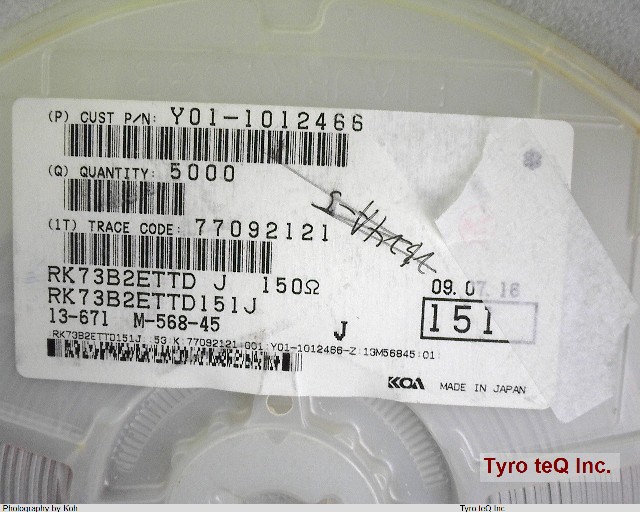 (P) CUST P/N: Y01-1012466
(Q) QUANTITY: 5000
(1T) TRACE CODE: 77092121
RK73B2ETTD J 150Ω
RK73B2ETTD151J
09.07.16
151
13-671 M-568-45
J
RK73B2ETTD151J :53:K:77092121:G01:Y01-1012466-Z:13M56845:01:
KOA MADE IN JAPAN
Tyro teQ Inc.
Photography by Koh
Tyro teQ Inc